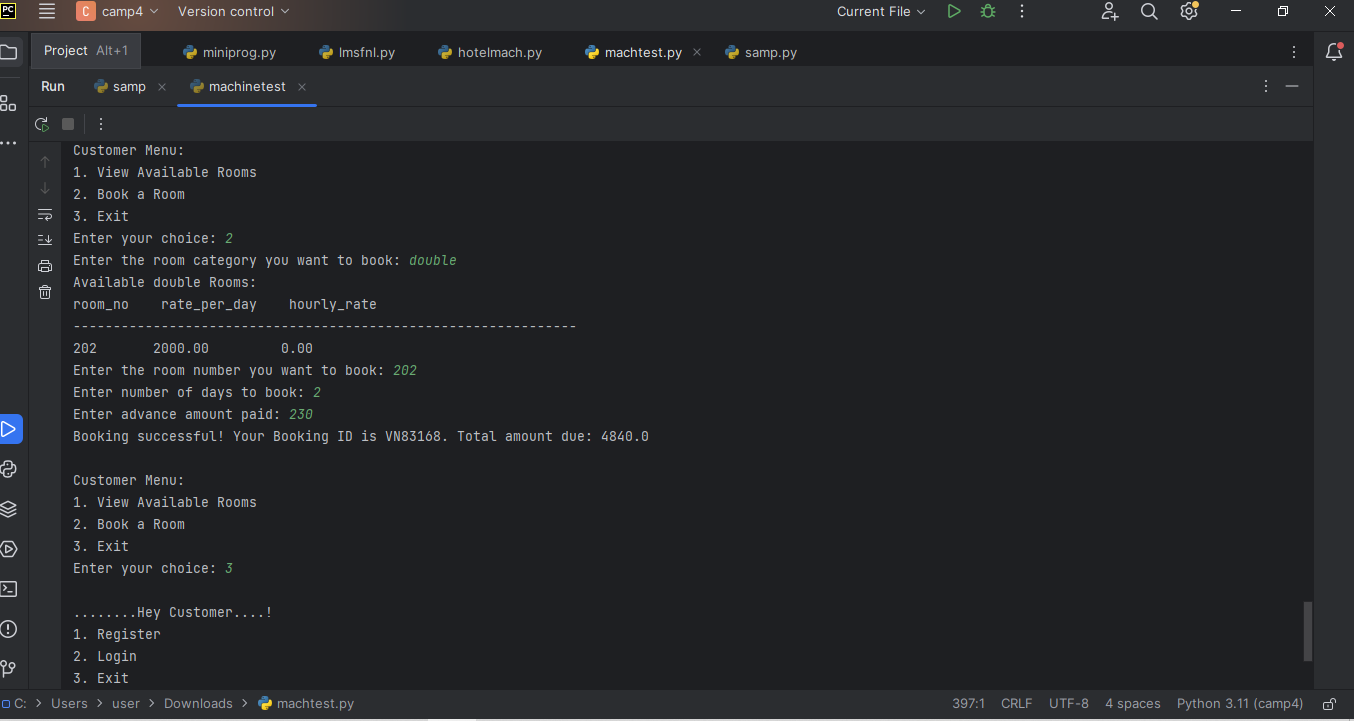 PC C camp4 Version control Current File
Project Alt+1 miniprog.py lmsfnl.py hotelmach.py machtest.py samp.py
Run samp machinetest
Customer Menu:
1. View Available Rooms
2. Book a Room
3. Exit
Enter your choice: 2
Enter the room category you want to book: double
Available double Rooms:
room_no    rate_per_day    hourly_rate
---------------------------------------------------------------
202       2000.00         0.00
Enter the room number you want to book: 202
Enter number of days to book: 2
Enter advance amount paid: 230
Booking successful! Your Booking ID is VN83168. Total amount due: 4840.0
Customer Menu:
1. View Available Rooms
2. Book a Room
3. Exit
Enter your choice: 3
........Hey Customer....!
1. Register
2. Login
3. Exit
C: > Users > user > Downloads > machtest.py 397:1 CRLF UTF-8 4 spaces Python 3.11 (camp4)